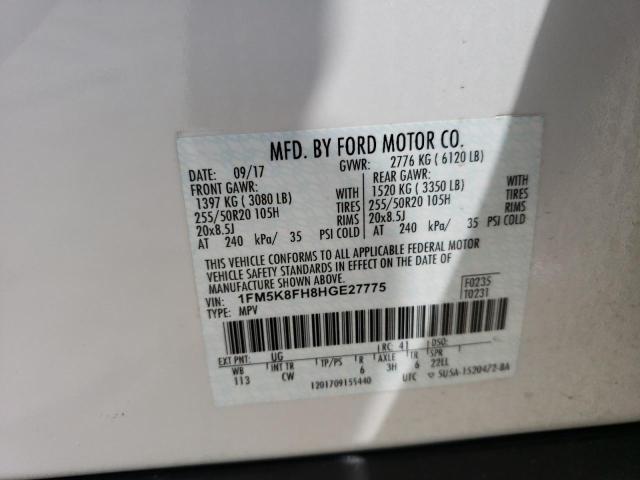 MFD. BY FORD MOTOR CO.
DATE: 09/17 GVWR: 2776 KG ( 6120 LB)
FRONT GAWR: REAR GAWR:
1397 KG ( 3080 LB) WITH 1520 KG ( 3350 LB) WITH
255/50R20 105H TIRES 255/50R20 105H TIRES
20x8.5J RIMS 20x8.5J RIMS
AT 240 kPa/ 35 PSI COLD AT 240 kPa/ 35 PSI COLD
THIS VEHICLE CONFORMS TO ALL APPLICABLE FEDERAL MOTOR
VEHICLE SAFETY STANDARDS IN EFFECT ON THE DATE OF
MANUFACTURE SHOWN ABOVE.
VIN: 1FM5K8FH8HGE27775 F0235
TYPE: MPV T0231
EXT PNT: UG RC: 41 DSO:
WB INT TR TP/PS R AXLE TR SPR
113 CW 6 3H 6 22LL
1201709155440 UTC SU5A-1520472-BA